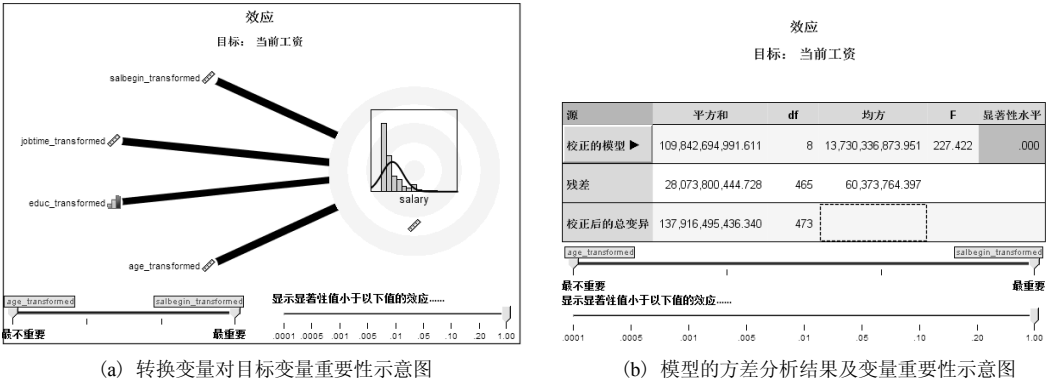 效应
目标： 当前工资
salbegin_transformed
jobtime_transformed
educ_transformed
age_transformed
salary
age_transformed
salbegin_transformed
最不重要
最重要
显示显著性值小于以下值的效应......
.0001 .0005 .001 .005 .01 .05 .10 .20 1.00
(a) 转换变量对目标变量重要性示意图
效应
目标： 当前工资
源 平方和 df 均方 F 显著性水平
校正的模型 ▶ 109,842,694,991.611 8 13,730,336,873.951 227.422 .000
残差 28,073,800,444.728 465 60,373,764.397
校正后的总变异 137,916,495,436.340 473
age_transformed
salbegin_transformed
最不重要
最重要
显示显著性值小于以下值的效应......
.0001 .0005 .001 .005 .01 .05 .10 .20 1.00
(b) 模型的方差分析结果及变量重要性示意图